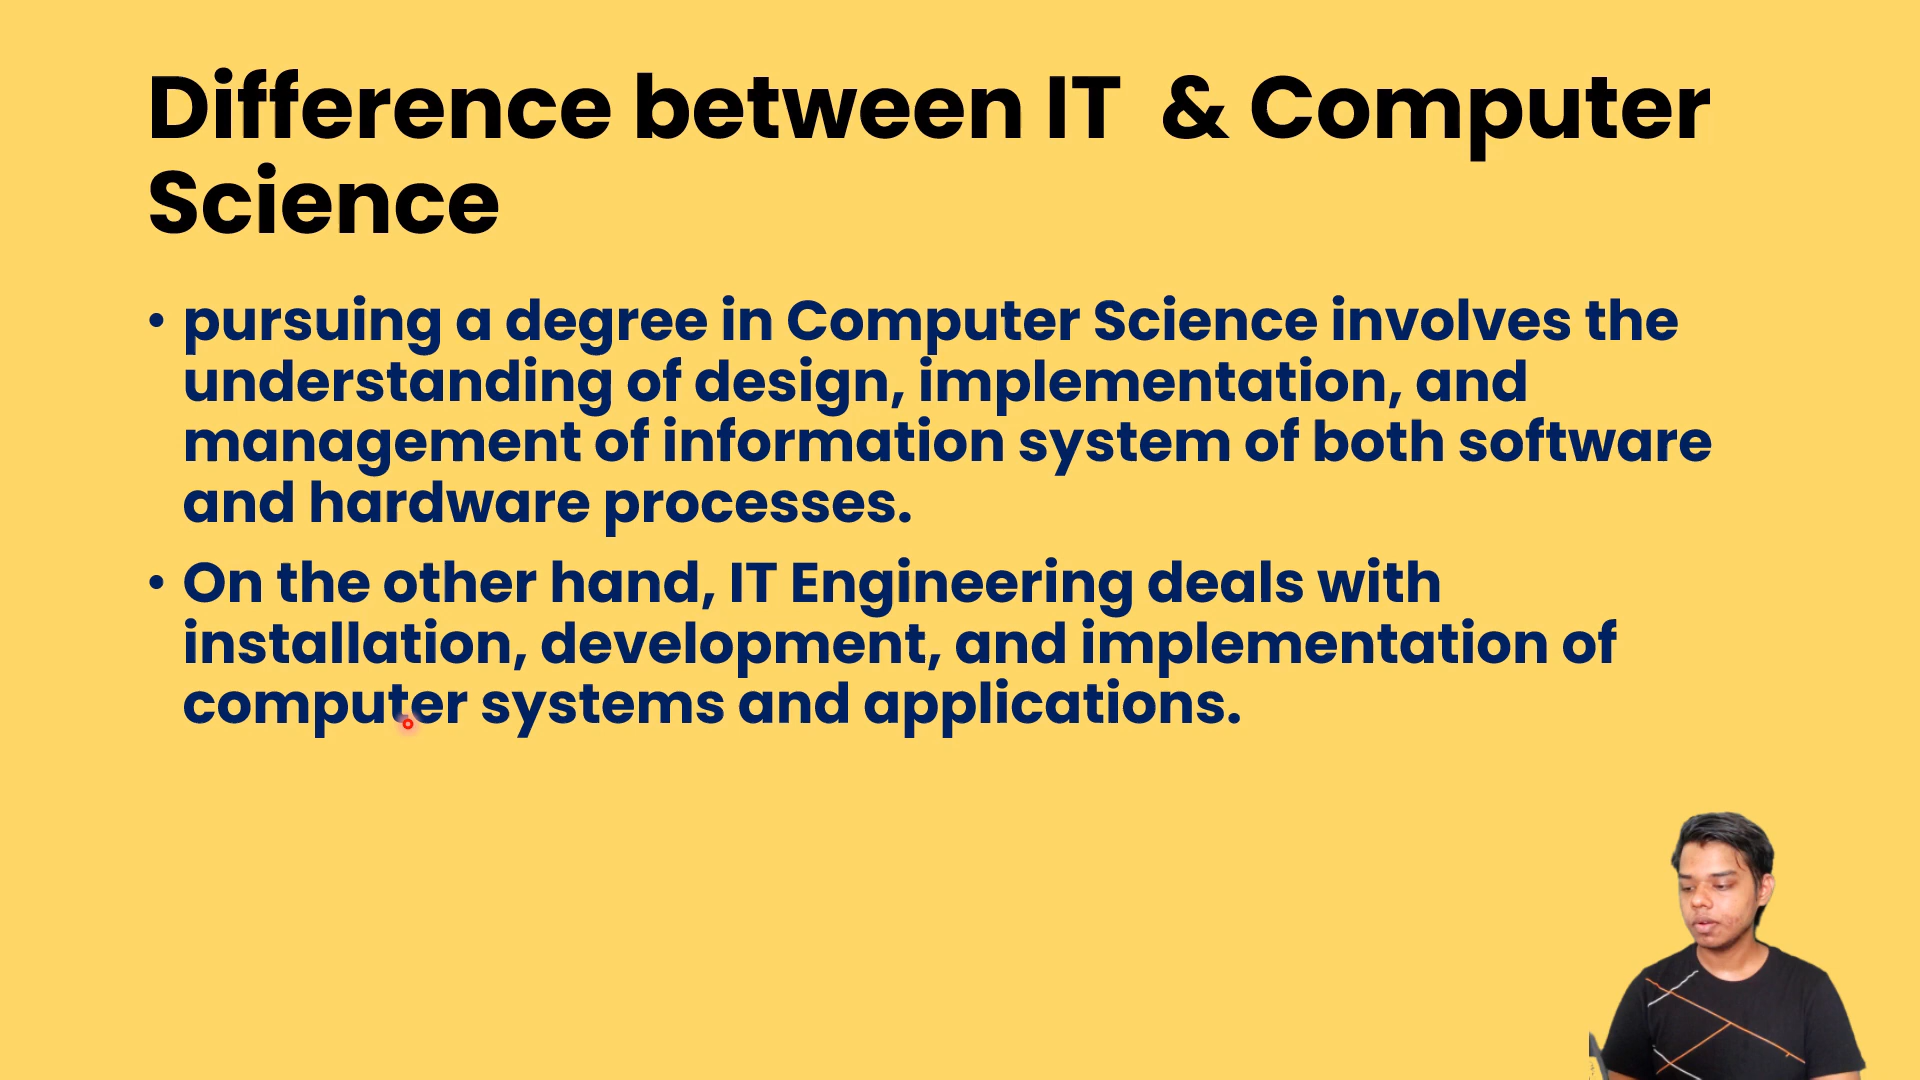 Difference between IT & Computer
Science
• pursuing a degree in Computer Science involves the
understanding of design, implementation, and
management of information system of both software
and hardware processes.
• On the other hand, IT Engineering deals with
installation, development, and implementation of
computer systems and applications.